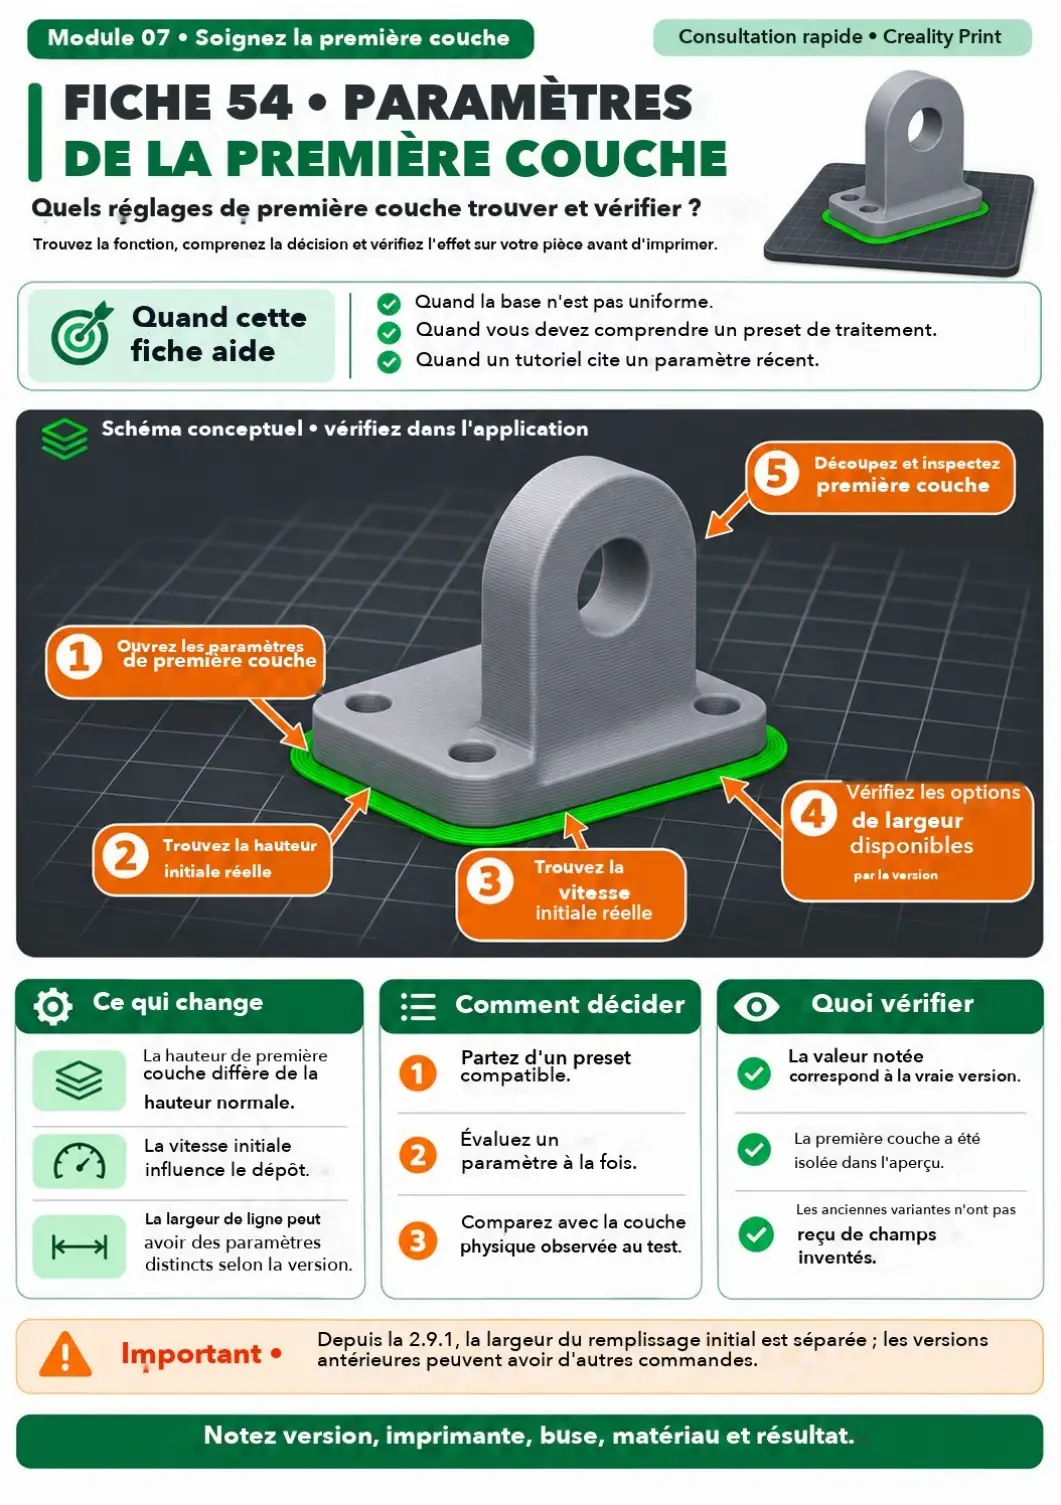 Module 07 • Soignez la première couche
Consultation rapide • Creality Print
FICHE 54 • PARAMÈTRES
DE LA PREMIÈRE COUCHE
Quels réglages de première couche trouver et vérifier ?
Trouvez la fonction, comprenez la décision et vérifiez l'effet sur votre pièce avant d'imprimer.
Quand cette
fiche aide
Quand la base n'est pas uniforme.
Quand vous devez comprendre un preset de traitement.
Quand un tutoriel cite un paramètre récent.
Schéma conceptuel • vérifiez dans l'application
5
Découpez et inspectez
première couche
1
Ouvrez les paramètres
de première couche
2
Trouvez la hauteur
initiale réelle
3
Trouvez la
vitesse
initiale réelle
4
Vérifiez les options
de largeur
disponibles
par la version
Ce qui change
La hauteur de première
couche diffère de la
hauteur normale.
La vitesse initiale
influence le dépôt.
La largeur de ligne peut
avoir des paramètres
distincts selon la version.
Comment décider
1
Partez d'un preset
compatible.
2
Évaluez un
paramètre à la fois.
3
Comparez avec la couche
physique observée au test.
Quoi vérifier
La valeur notée
correspond à la vraie version.
La première couche a été
isolée dans l'aperçu.
Les anciennes variantes n'ont pas
reçu de champs
inventés.
Important •
Depuis la 2.9.1, la largeur du remplissage initial est séparée ; les versions
antérieures peuvent avoir d'autres commandes.
Notez version, imprimante, buse, matériau et résultat.